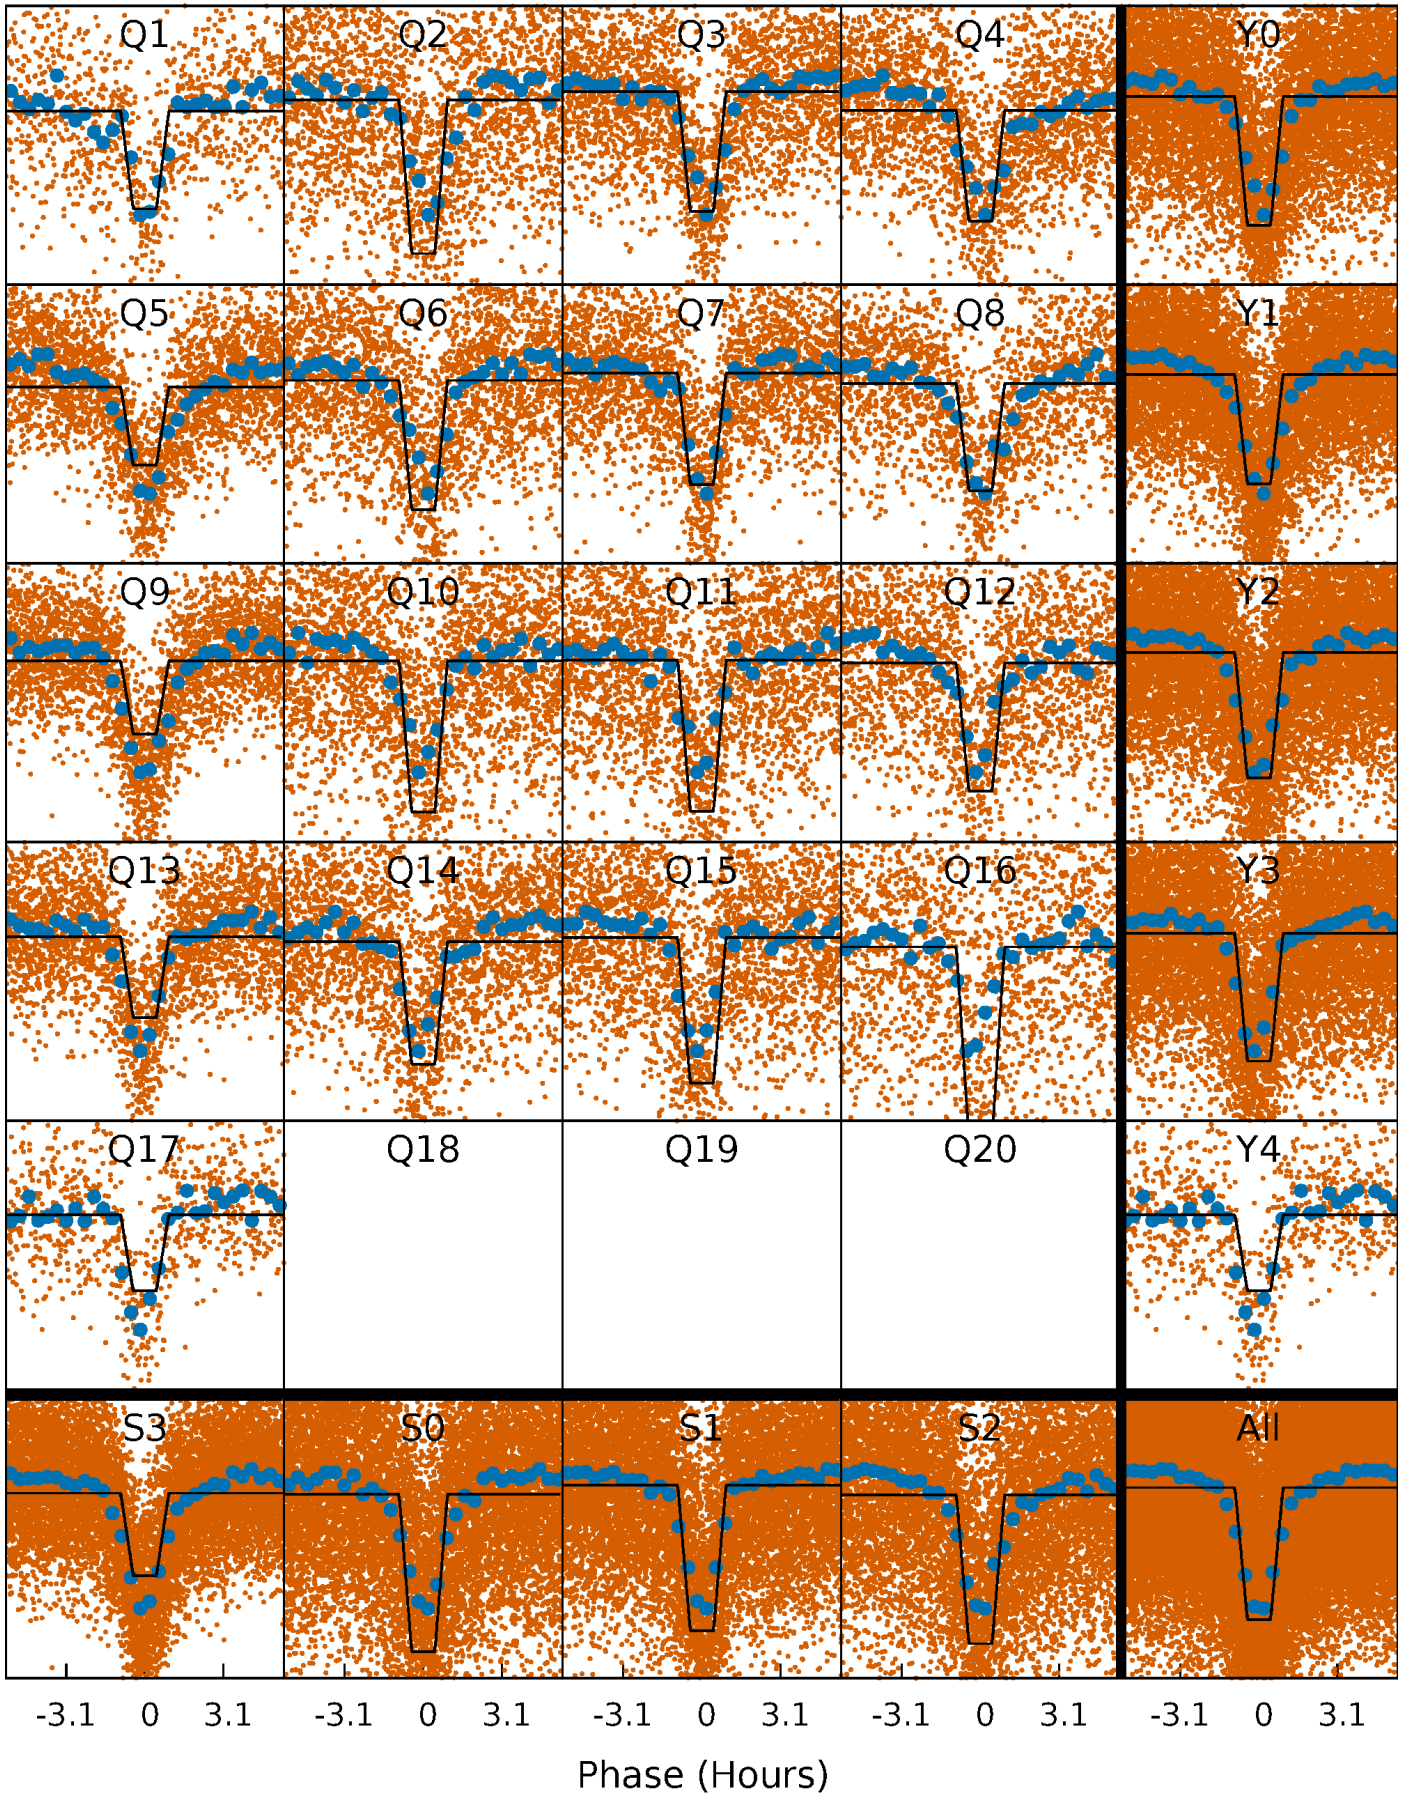 Q1 Q2 Q3 Q4 Y0
Q5 Q6 Q7 Q8 Y1
Q9 Q10 Q11 Q12 Y2
Q13 Q14 Q15 Q16 Y3
Q17 Q18 Q19 Q20 Y4
S3 S0 S1 S2 All
-3.1 0 3.1 -3.1 0 3.1 -3.1 0 3.1 -3.1 0 3.1 -3.1 0 3.1
Phase (Hours)